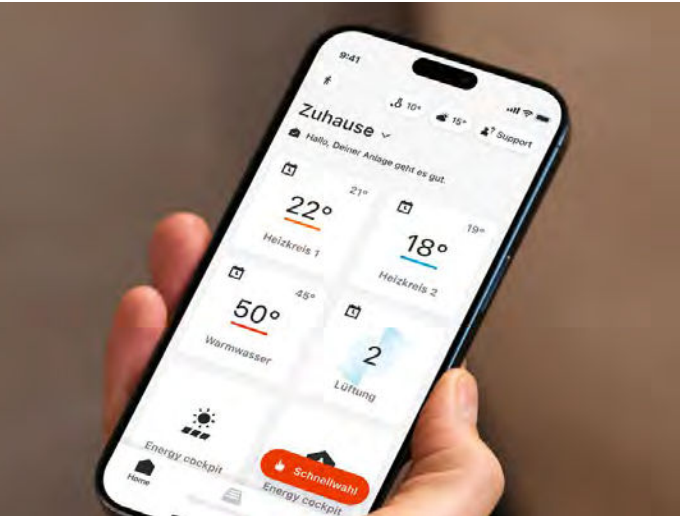 9:41
10°
15°
Support
Zuhause
Hallo, Deiner Anlage geht es gut.
21°
22°
Heizkreis 1
19°
18°
Heizkreis 2
45°
50°
Warmwasser
2
Lüftung
Energy cockpit
Energy cockpit
Schnellwahl
Home